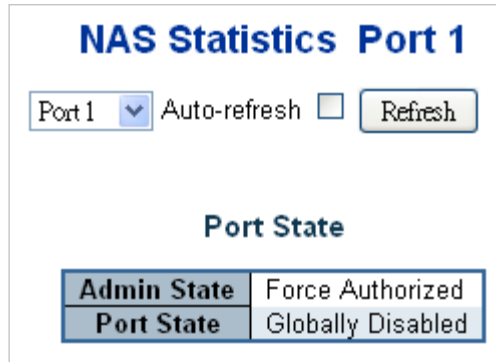 NAS Statistics Port 1
Port 1 Auto-refresh Refresh
Port State
Admin State Force Authorized
Port State Globally Disabled